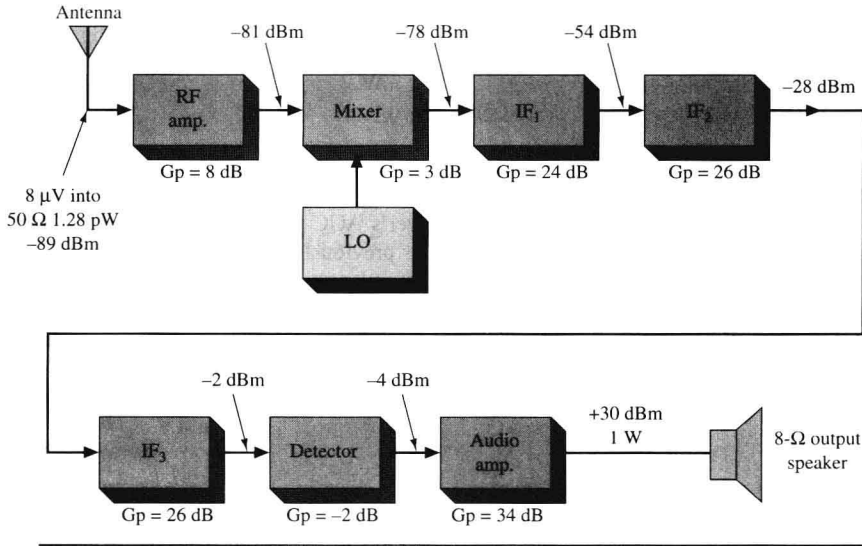 Antenna
–81 dBm
–78 dBm
–54 dBm
–28 dBm
RF
amp.
Mixer
IF₁
IF₂
Gp = 8 dB
Gp = 3 dB
Gp = 24 dB
Gp = 26 dB
8 μV into
50 Ω 1.28 pW
–89 dBm
LO
–2 dBm
–4 dBm
+30 dBm
1 W
IF₃
Detector
Audio
amp.
8-Ω output
speaker
Gp = 26 dB
Gp = –2 dB
Gp = 34 dB